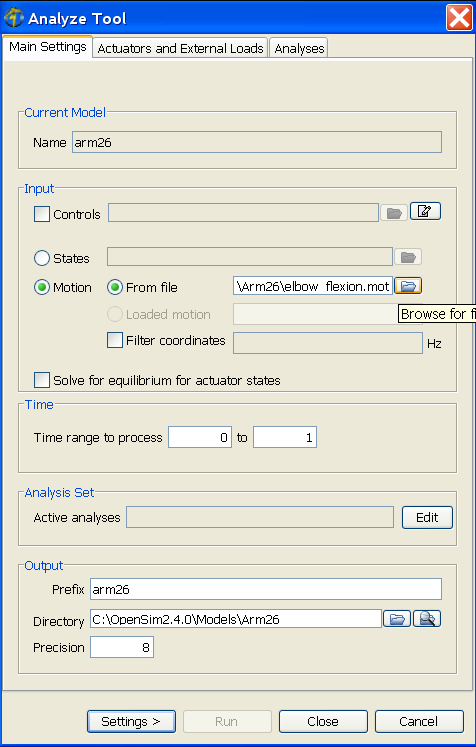 Analyze Tool
Main Settings Actuators and External Loads Analyses
Current Model
Name arm26
Input
Controls
States
Motion From file \Arm26\elbow_flexion.mot
Browse for fi
Loaded motion
Filter coordinates Hz
Solve for equilibrium for actuator states
Time
Time range to process 0 to 1
Analysis Set
Active analyses Edit
Output
Prefix arm26
Directory C:\OpenSim2.4.0\Models\Arm26
Precision 8
Settings > Run Close Cancel